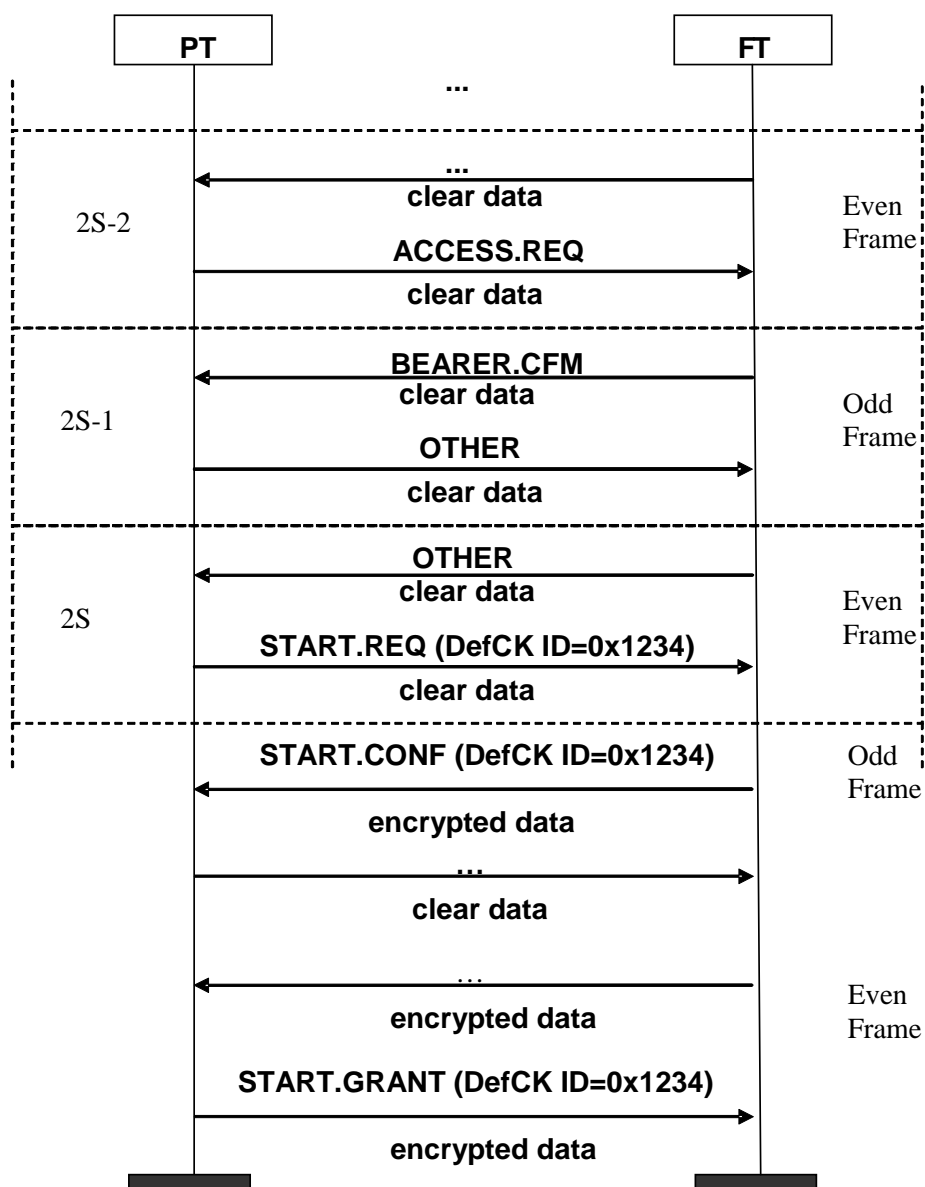 PT
FT
...
...
clear data
2S-2
Even
Frame
ACCESS.REQ
clear data
BEARER.CFM
clear data
2S-1
Odd
Frame
OTHER
clear data
OTHER
clear data
2S
Even
Frame
START.REQ (DefCK ID=0x1234)
clear data
START.CONF (DefCK ID=0x1234)
Odd
Frame
encrypted data
...
clear data
...
encrypted data
Even
Frame
START.GRANT (DefCK ID=0x1234)
encrypted data